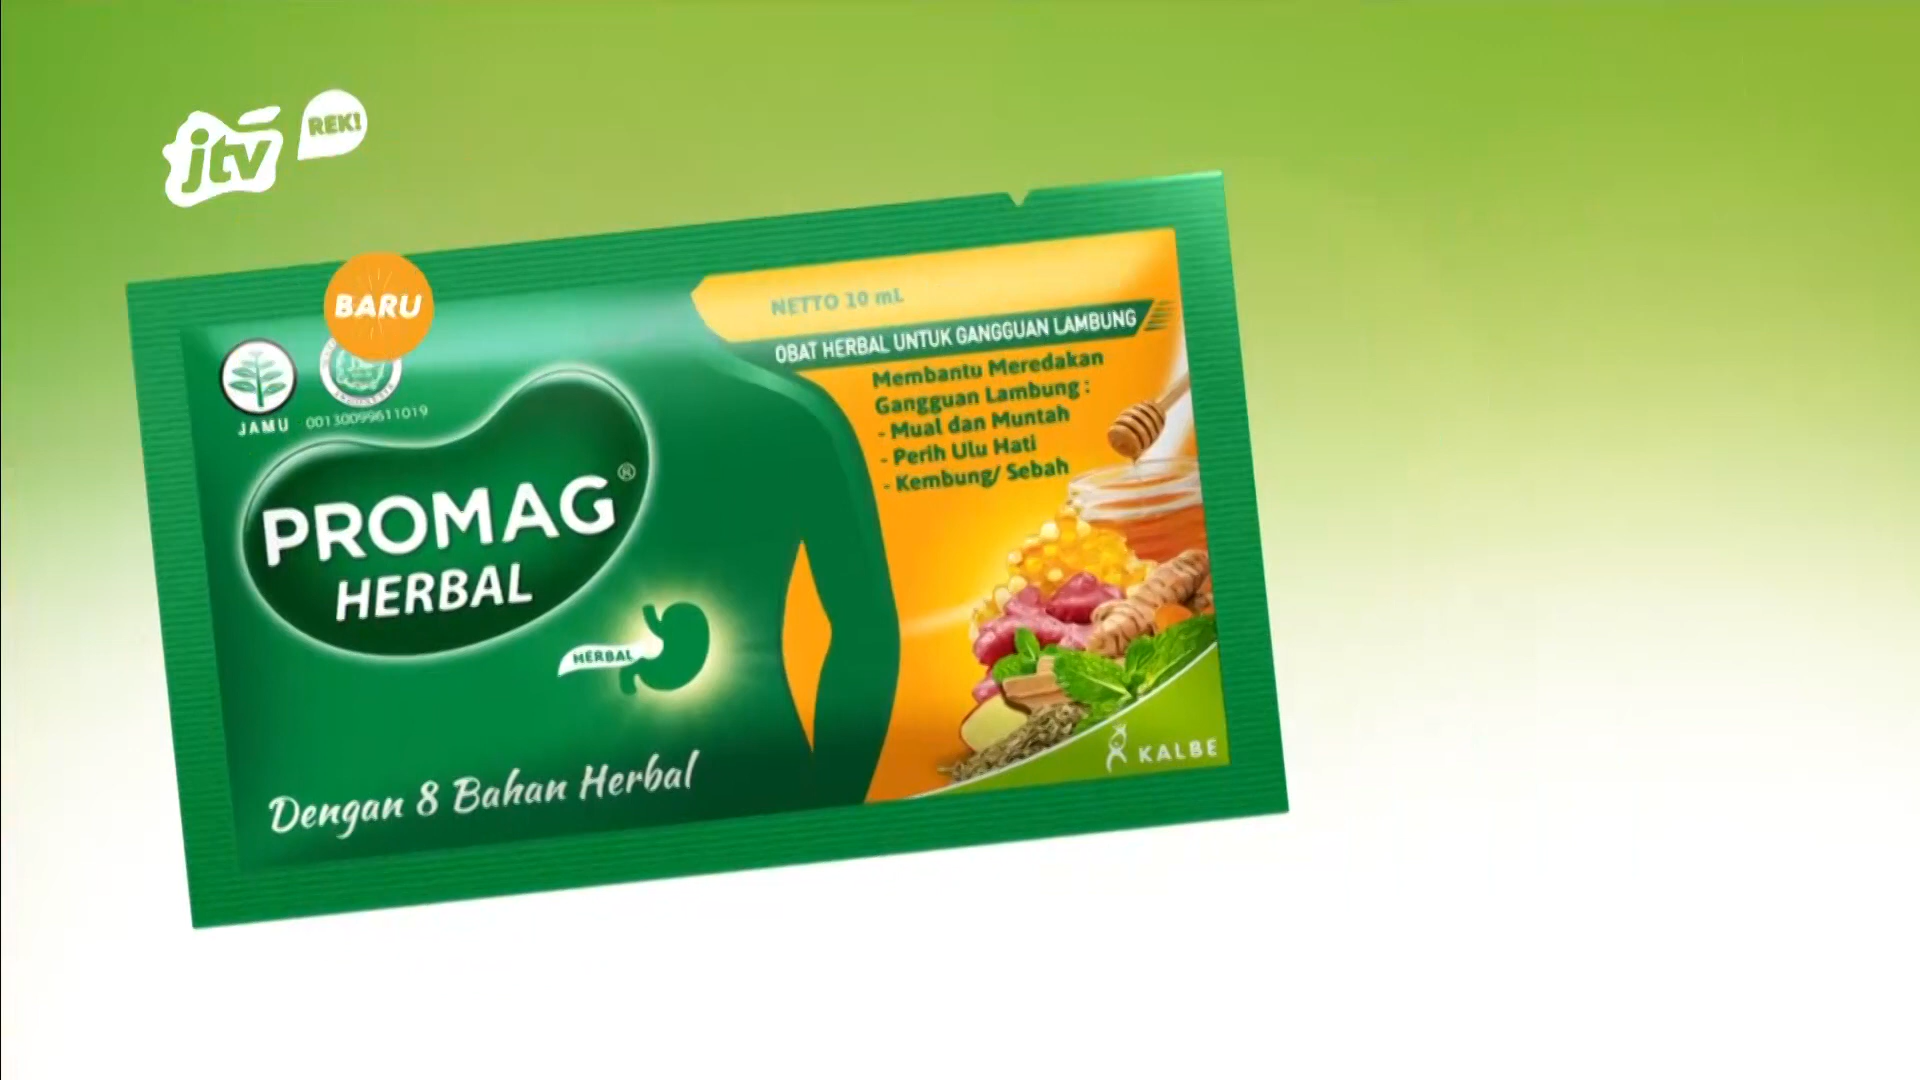 jtv
REK!
BARU
NETTO 10 mL
OBAT HERBAL UNTUK GANGGUAN LAMBUNG
Membantu Meredakan
Gangguan Lambung :
- Mual dan Muntah
- Perih Ulu Hati
- Kembung/ Sebah
JAMU
00130099611019
PROMAG®
HERBAL
HERBAL
Dengan 8 Bahan Herbal
KALBE